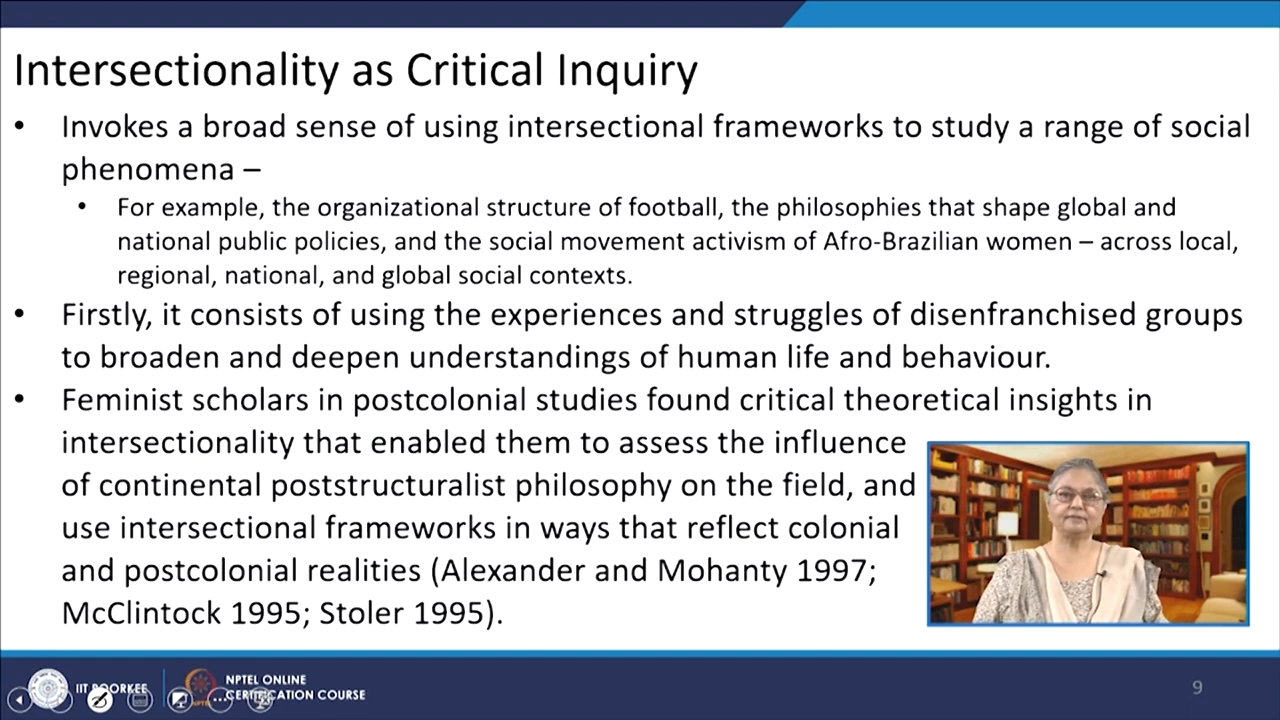 Intersectionality as Critical Inquiry
• Invokes a broad sense of using intersectional frameworks to study a range of social
phenomena –
• For example, the organizational structure of football, the philosophies that shape global and
national public policies, and the social movement activism of Afro-Brazilian women – across local,
regional, national, and global social contexts.
• Firstly, it consists of using the experiences and struggles of disenfranchised groups
to broaden and deepen understandings of human life and behaviour.
• Feminist scholars in postcolonial studies found critical theoretical insights in
intersectionality that enabled them to assess the influence
of continental poststructuralist philosophy on the field, and
use intersectional frameworks in ways that reflect colonial
and postcolonial realities (Alexander and Mohanty 1997;
McClintock 1995; Stoler 1995).
IIT ROORKEE
NPTEL ONLINE
CERTIFICATION COURSE
9